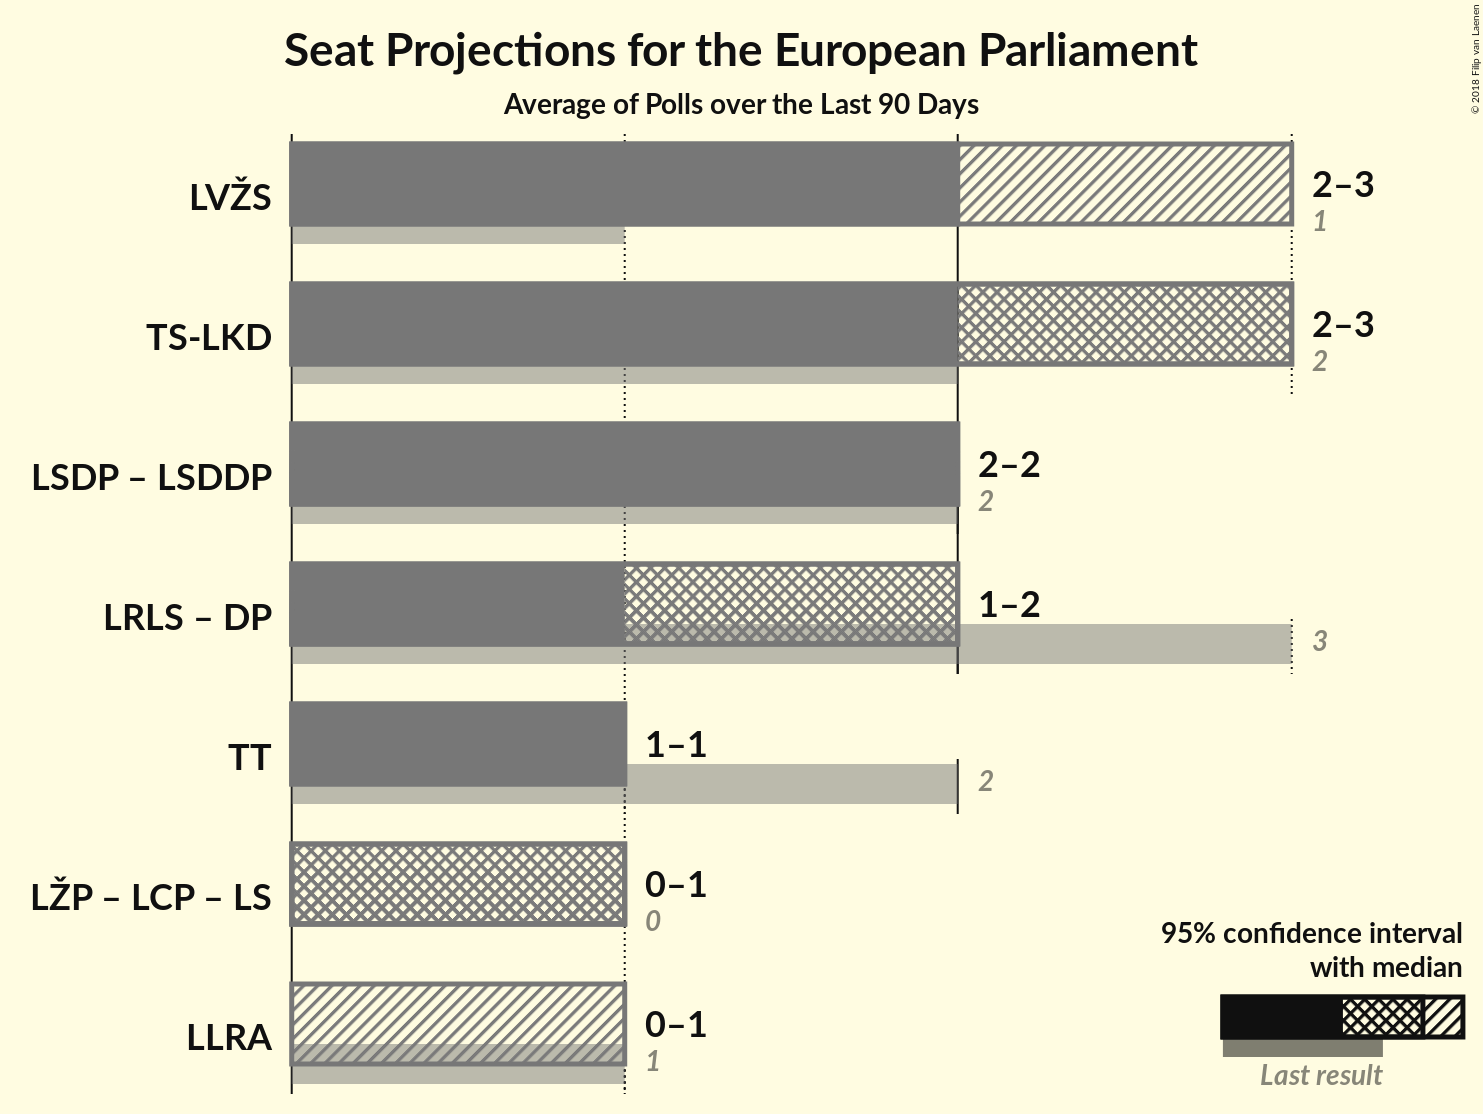 Seat Projections for the European Parliament
Average of Polls over the Last 90 Days
© 2018 Filip van Laenen
LVŽS
2–3
1
TS-LKD
2–3
2
LSDP – LSDDP
2–2
2
LRLS – DP
1–2
3
TT
1–1
2
LŽP – LCP – LS
0–1
0
LLRA
0–1
1
95% confidence interval
with median
Last result